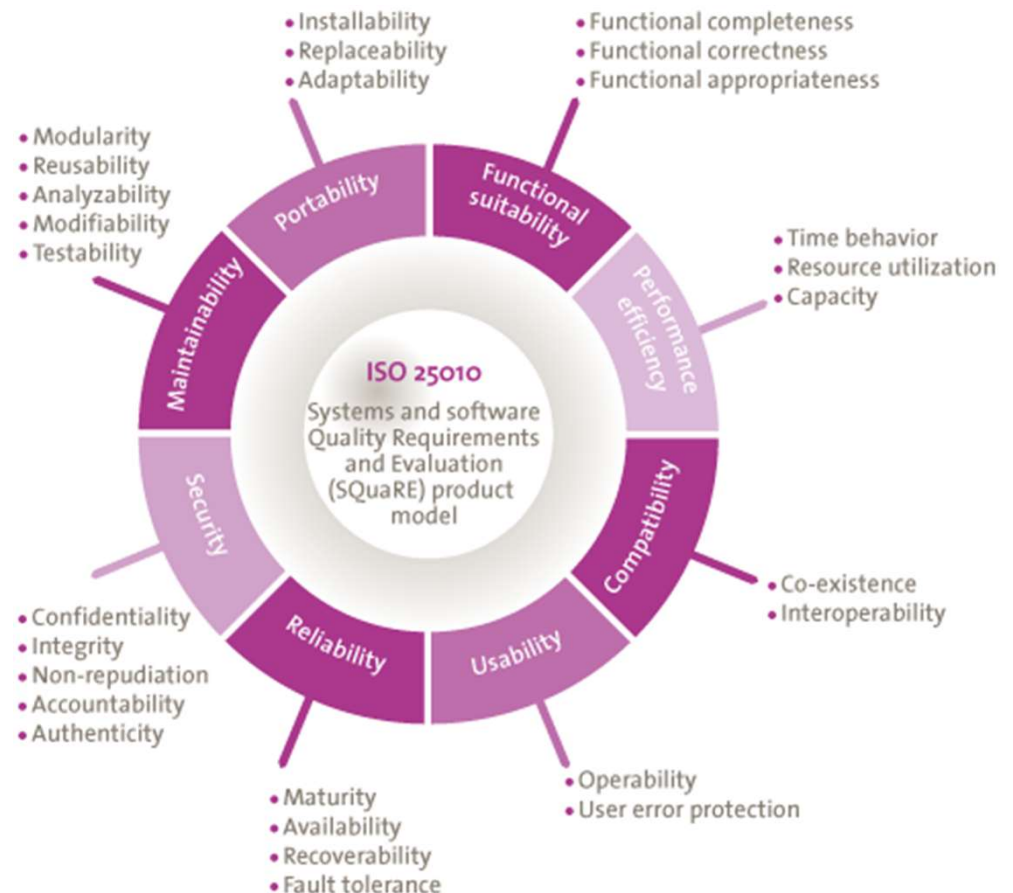 • Installability
• Replaceability
• Adaptability
• Functional completeness
• Functional correctness
• Functional appropriateness
• Modularity
• Reusability
• Analyzability
• Modifiability
• Testability
Portability
Functional
suitability
• Time behavior
• Resource utilization
• Capacity
Maintainability
Performance
efficiency
ISO 25010
Systems and software
Quality Requirements
and Evaluation
(SQuaRE) product
model
Security
Compatibility
• Co-existence
• Interoperability
• Confidentiality
• Integrity
• Non-repudiation
• Accountability
• Authenticity
Reliability
Usability
• Maturity
• Availability
• Recoverability
• Fault tolerance
• Operability
• User error protection